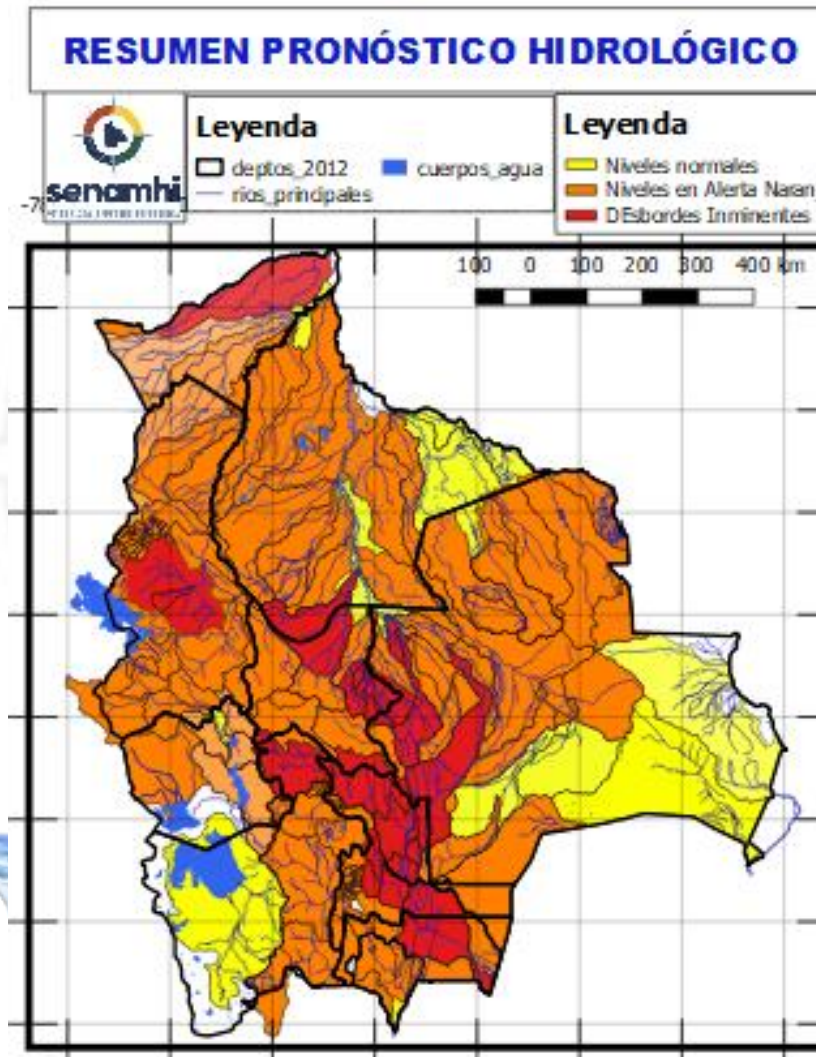 RESUMEN PRONÓSTICO HIDROLÓGICO
senamhi
Leyenda
deptos_2012
cuerpos_agua
rios_principales
Leyenda
Niveles normales
Niveles en Alerta Naran
DEsbordes Inminentes
100 0 100 200 300 400 km